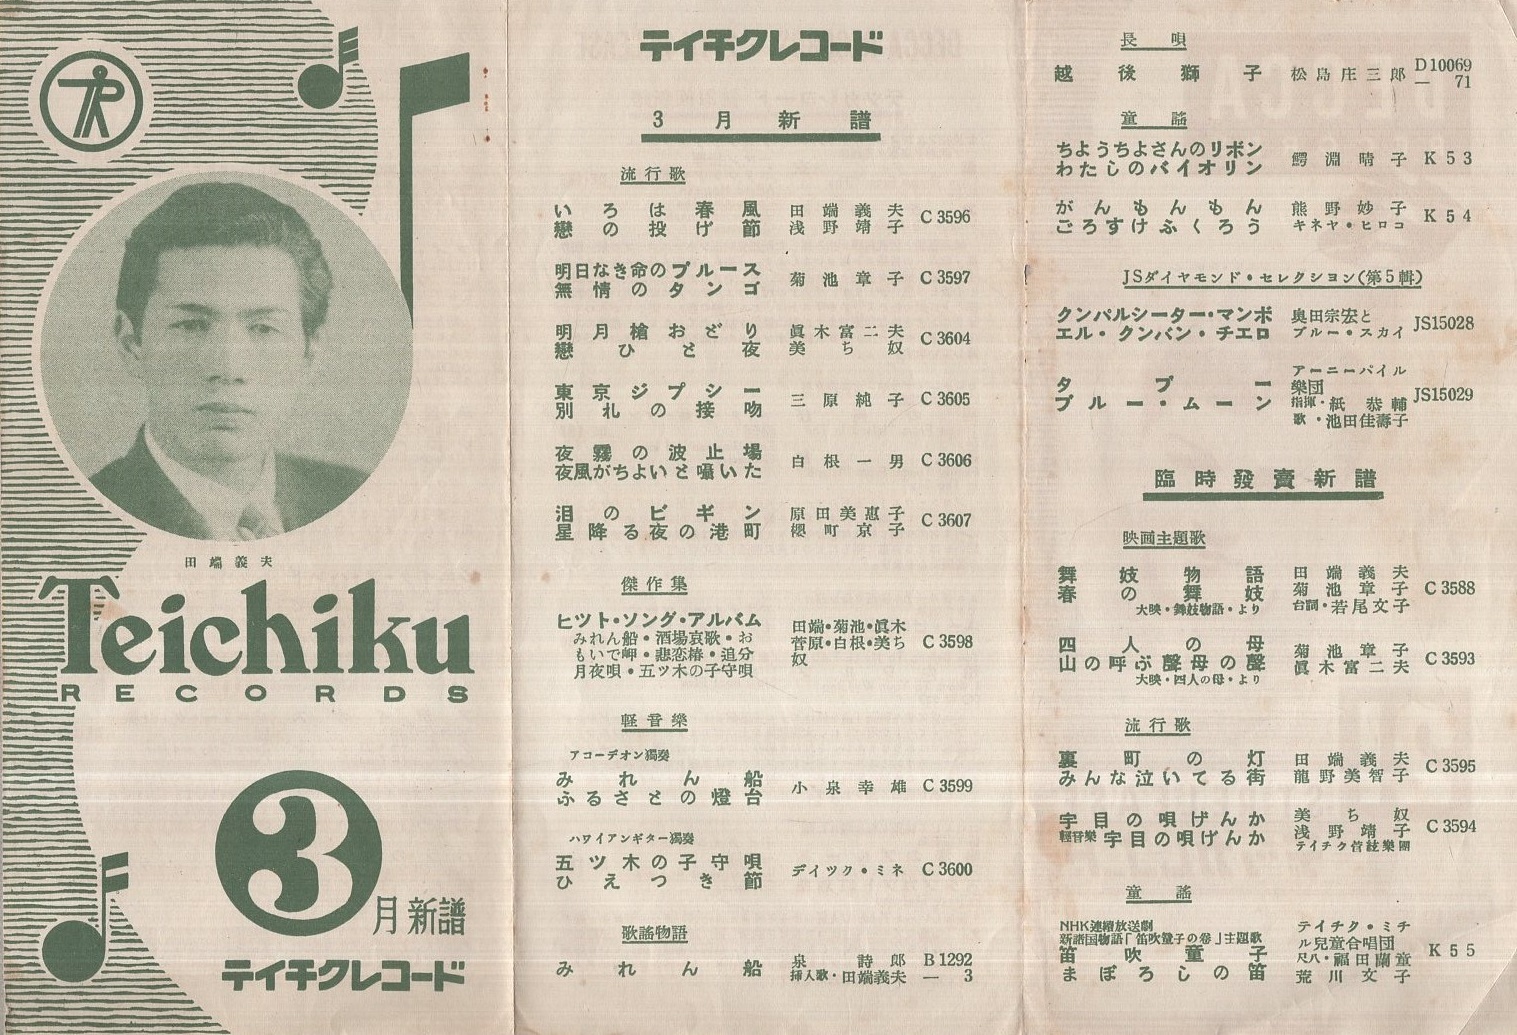 田端義夫
Teichiku
RECORDS
3月新譜
テイチクレコード
テイチクレコード
3月新譜
流行歌
いろは春風 田端義夫 C3596
戀の投げ節 浅野靖子
明日なき命のブルース 菊池章子 C3597
無情のタンゴ
明月槍おどり 眞木富二夫 C3604
戀ひと夜 美ち奴
東京ジプシー 三原純子 C3605
別札の接吻
夜霧の波止場 白根一男 C3606
夜風がちよいと囁いた
泪のビギン 原田美惠子 C3607
星降る夜の港町 櫻町京子
傑作集
ヒツト・ソング・アルバム 田端・菊池・眞木 C3598
みれん船・酒場哀歌・お 菅原・白根・美ち
もいで岬・悲恋椿・追分 奴
月夜唄・五ツ木の子守唄
軽音樂
アコーデオン獨奏
みれん船 小泉幸雄 C3599
ふるさとの燈台
ハワイアンギター獨奏
五ツ木の子守唄 デイツク・ミネ C3600
ひえつき節
歌謠物語
みれん船 泉詩郎 B1292
挿入歌・田端義夫 — 3
長唄
越後獅子 松島庄三郎 D10069
— 71
童謠
ちようちよさんのリボン 鰐淵晴子 K53
わたしのバイオリン
がんもんもん 熊野妙子 K54
ごろすけふくろう キネヤ・ヒロコ
JSダイヤモンド・セレクション(第5輯)
クンパルシーター・マンボ 奥田宗宏と JS15028
エル・クンバン・チエロ ブルー・スカイ
タブー アーニーパイル JS15029
ブルー・ムーン 樂団
指揮・紙恭輔
歌・池田佳壽子
臨時發賣新譜
映画主題歌
舞妓物語 田端義夫 C3588
春の舞妓 菊池章子
大映・舞妓物語・より 台詞・若尾文子
四人の母 菊池章子 C3593
山の呼ぶ聲母の聲 眞木富二夫
大映・四人の母・より
流行歌
裏町の灯 田端義夫 C3595
みんな泣いてる街 龍野美智子
宇目の唄げんか 美ち奴 C3594
軽音樂 宇目の唄げんか 浅野靖子
テイチク管絃樂團
童謠
NHK連續放送劇 テイチク・ミチ
新諸国物語「笛吹童子の巻」主題歌 ル兒童合唱団
笛吹童子 尺八・福田蘭童 K55
まぼろしの笛 荒川文子